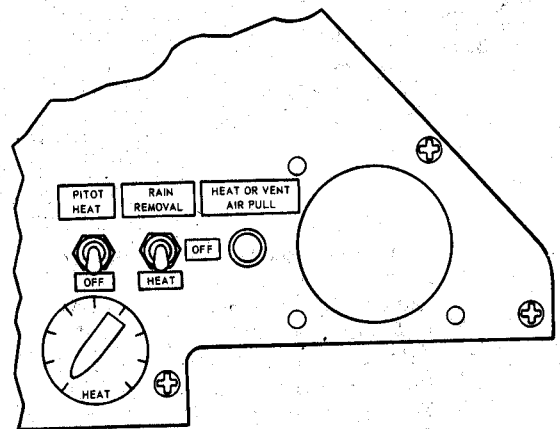 PITOT
HEAT
RAIN
REMOVAL
HEAT OR VENT
AIR PULL
OFF
OFF
HEAT
HEAT